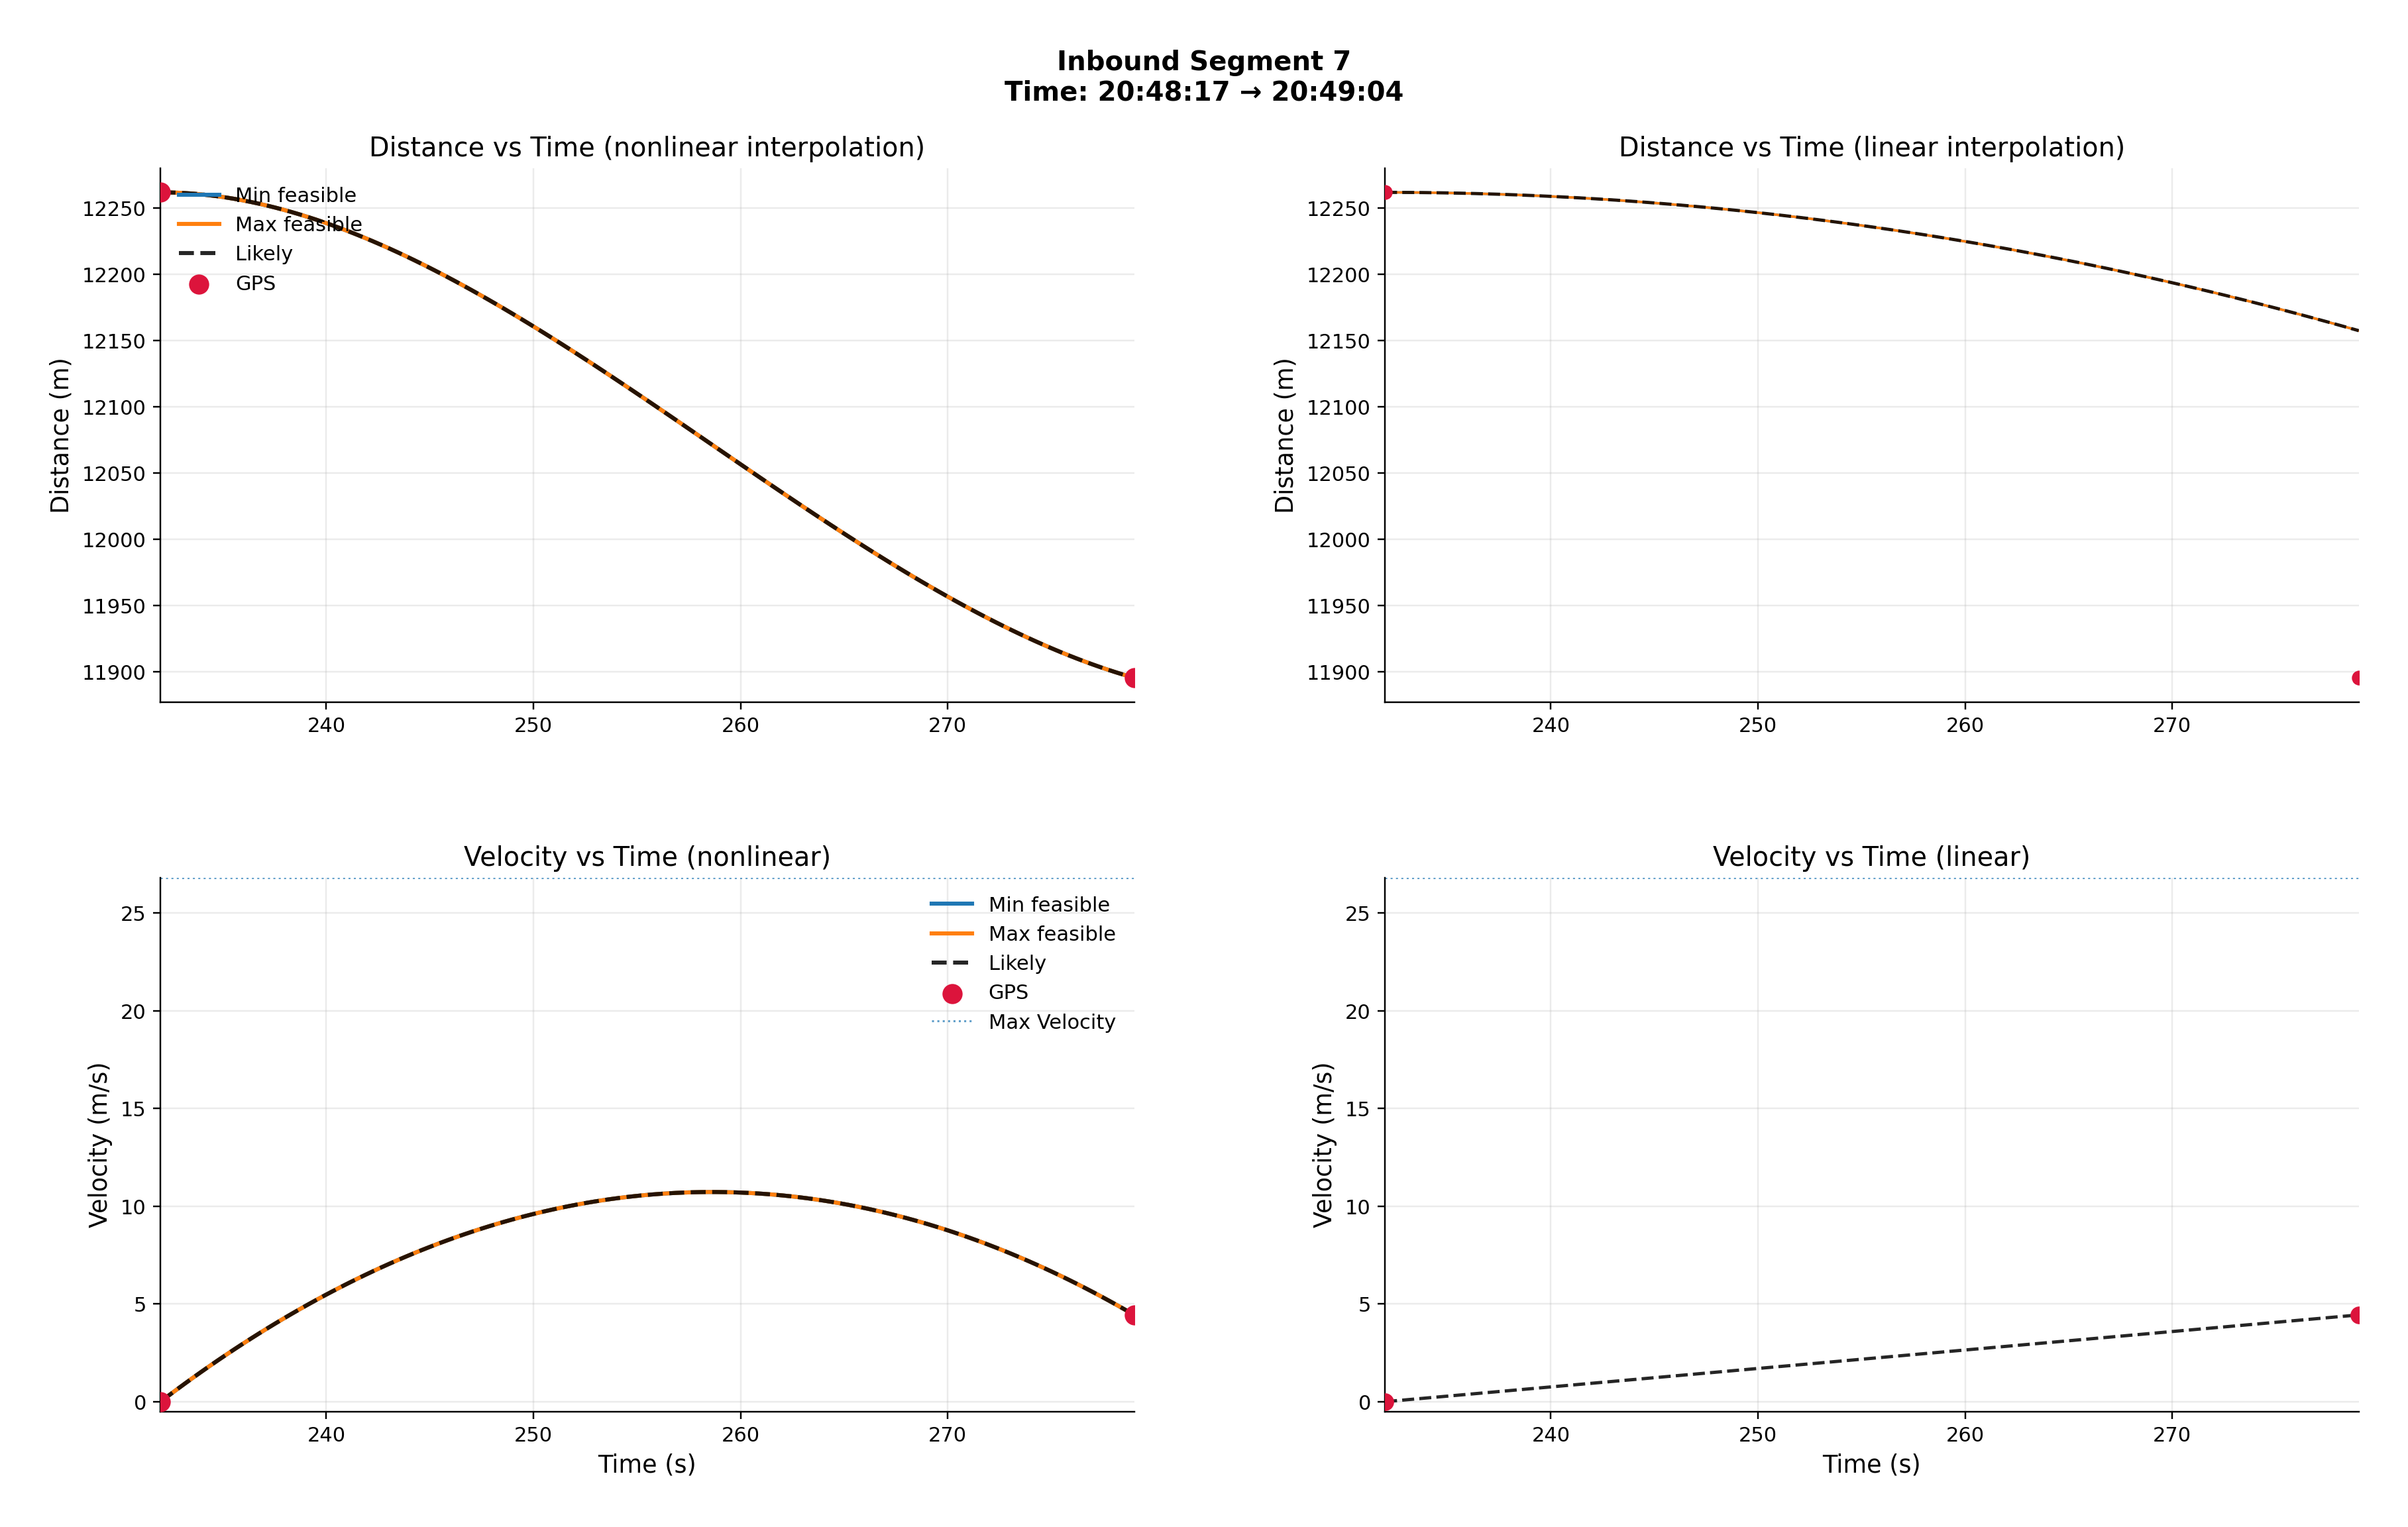 Inbound Segment 7
Time: 20:48:17 → 20:49:04
Distance vs Time (nonlinear interpolation)
Distance (m)
12250
12200
12150
12100
12050
12000
11950
11900
Min feasible
Max feasible
Likely
GPS
240
250
260
270
Distance vs Time (linear interpolation)
Distance (m)
12250
12200
12150
12100
12050
12000
11950
11900
240
250
260
270
Velocity vs Time (nonlinear)
Velocity (m/s)
25
20
15
10
5
0
Min feasible
Max feasible
Likely
GPS
Max Velocity
240
250
260
270
Time (s)
Velocity vs Time (linear)
Velocity (m/s)
25
20
15
10
5
0
240
250
260
270
Time (s)